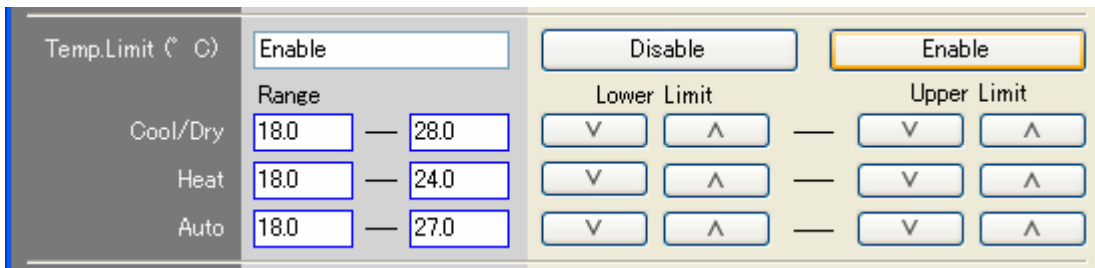 Temp.Limit (° C) Enable Disable Enable
Range Lower Limit Upper Limit
Cool/Dry 18.0 — 28.0 ∨ ∧ — ∨ ∧
Heat 18.0 — 24.0 ∨ ∧ — ∨ ∧
Auto 18.0 — 27.0 ∨ ∧ — ∨ ∧